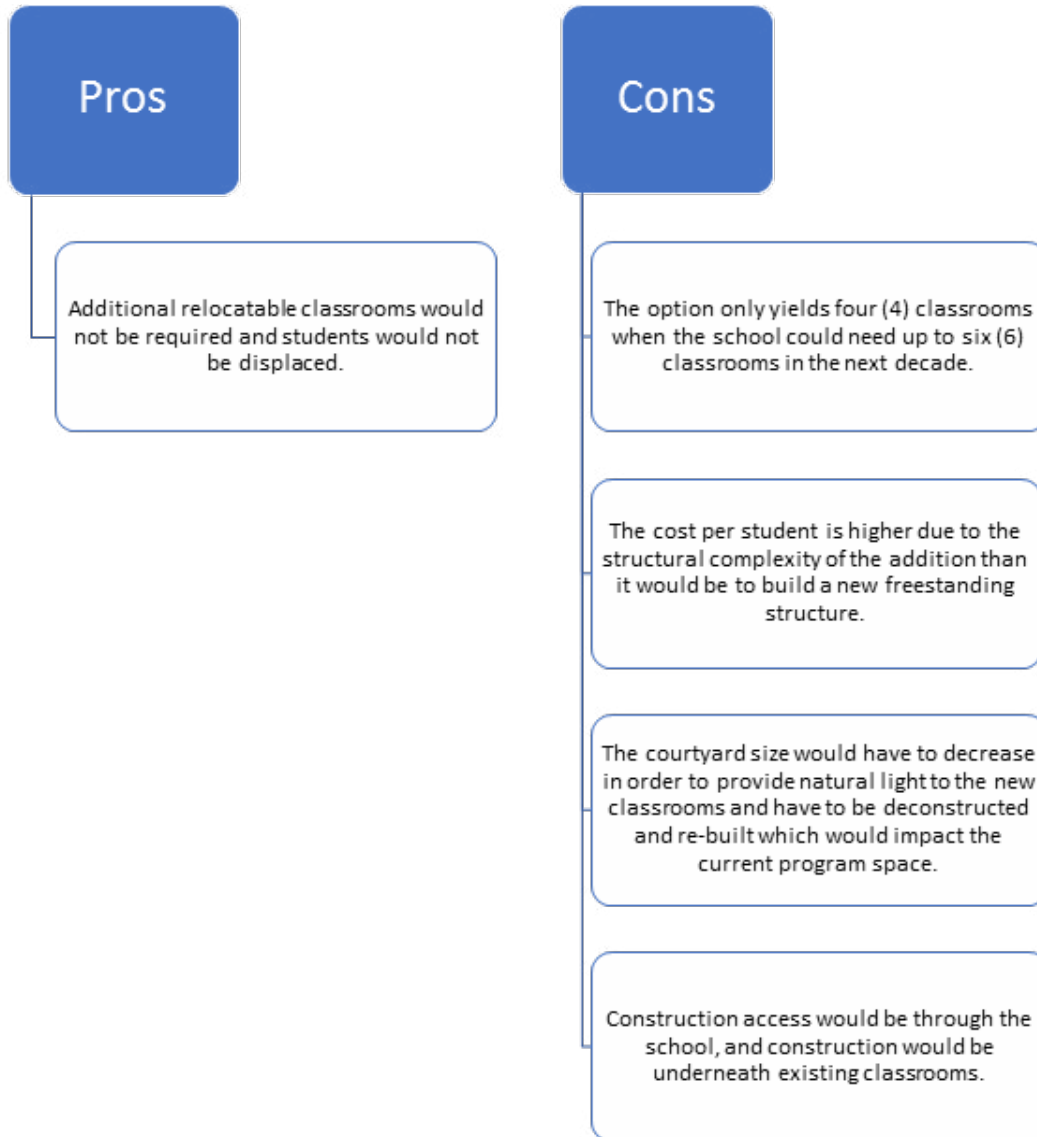 Pros
Additional relocatable classrooms would
not be required and students would not
be displaced.
Cons
The option only yields four (4) classrooms
when the school could need up to six (6)
classrooms in the next decade.
The cost per student is higher due to the
structural complexity of the addition than
it would be to build a new freestanding
structure.
The courtyard size would have to decrease
in order to provide natural light to the new
classrooms and have to be deconstructed
and re-built which would impact the
current program space.
Construction access would be through the
school, and construction would be
underneath existing classrooms.